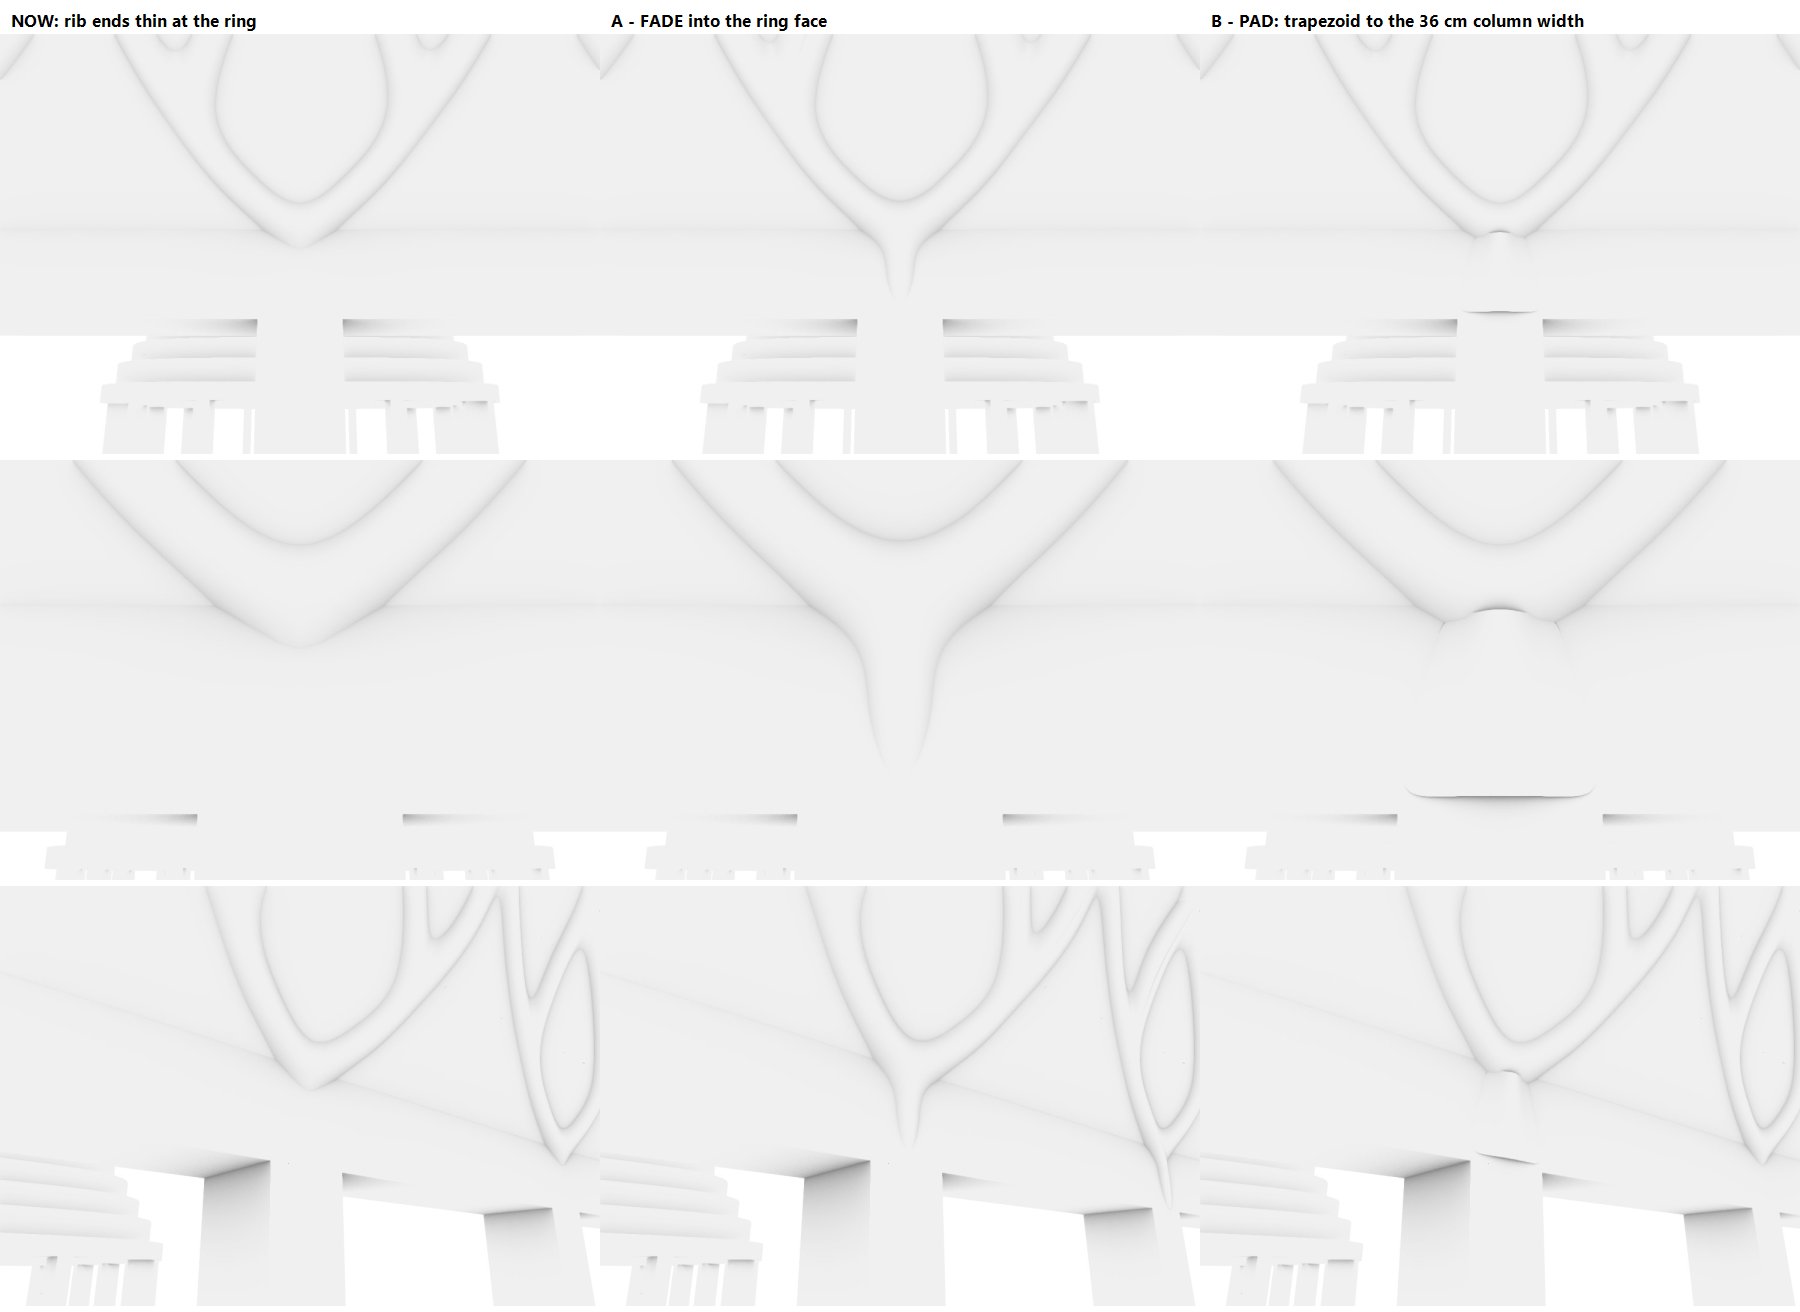 NOW: rib ends thin at the ring
A - FADE into the ring face
B - PAD: trapezoid to the 36 cm column width